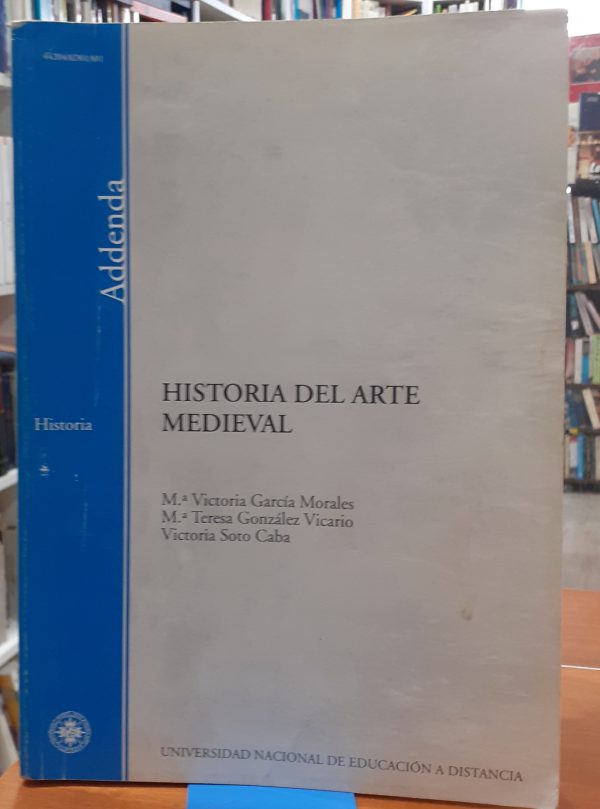 Addenda
Historia
HISTORIA DEL ARTE
MEDIEVAL
M.ª Victoria García Morales
M.ª Teresa González Vicario
Victoria Soto Caba
UNIVERSIDAD NACIONAL DE EDUCACIÓN A DISTANCIA